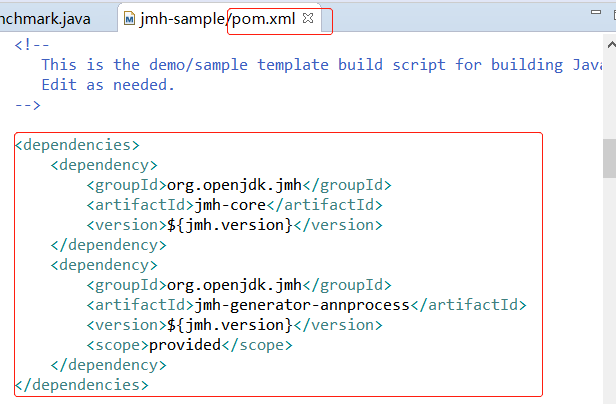 nchmark.java jmh-sample/pom.xml
<!--
This is the demo/sample template build script for building Java
Edit as needed.
-->
<dependencies>
<dependency>
<groupId>org.openjdk.jmh</groupId>
<artifactId>jmh-core</artifactId>
<version>${jmh.version}</version>
</dependency>
<dependency>
<groupId>org.openjdk.jmh</groupId>
<artifactId>jmh-generator-annprocess</artifactId>
<version>${jmh.version}</version>
<scope>provided</scope>
</dependency>
</dependencies>